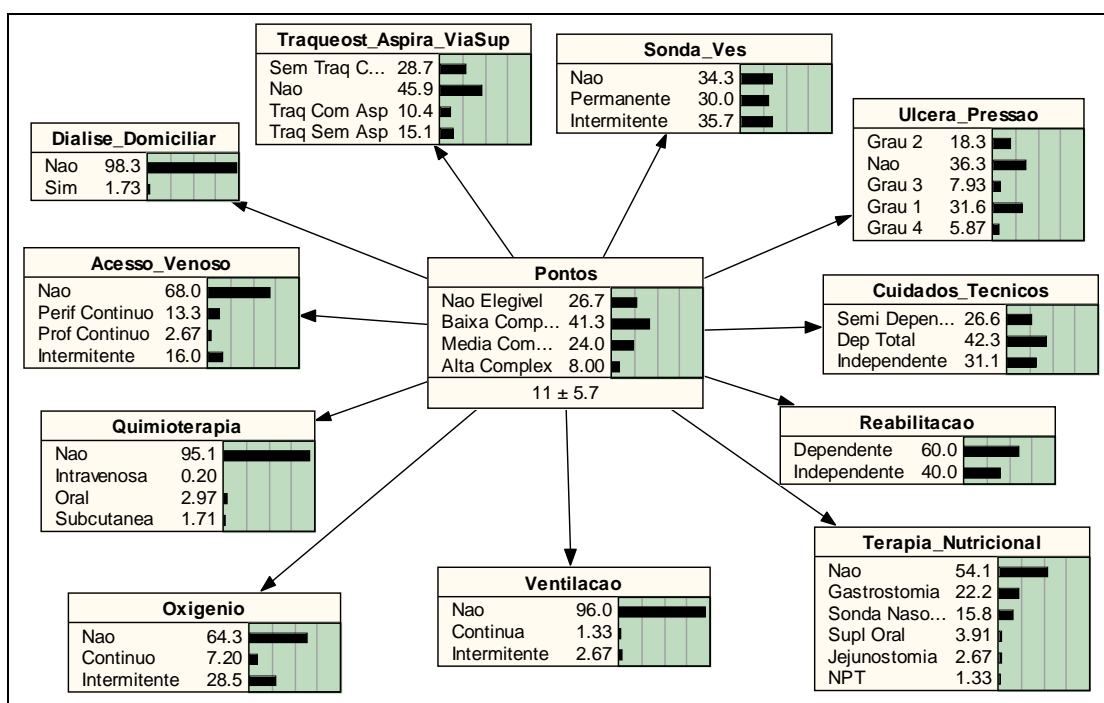 Traqueost_Aspira_ViaSup
Sem Traq C... 28.7
Nao 45.9
Traq Com Asp 10.4
Traq Sem Asp 15.1
Sonda_Ves
Nao 34.3
Permanente 30.0
Intermitente 35.7
Ulcera_Pressao
Grau 2 18.3
Nao 36.3
Grau 3 7.93
Grau 1 31.6
Grau 4 5.87
Dialise_Domiciliar
Nao 98.3
Sim 1.73
Acesso_Venoso
Nao 68.0
Perif Continuo 13.3
Prof Continuo 2.67
Intermitente 16.0
Pontos
Nao Elegivel 26.7
Baixa Comp... 41.3
Media Com... 24.0
Alta Complex 8.00
11 ± 5.7
Cuidados_Tecnicos
Semi Depen... 26.6
Dep Total 42.3
Independente 31.1
Quimioterapia
Nao 95.1
Intravenosa 0.20
Oral 2.97
Subcutanea 1.71
Reabilitacao
Dependente 60.0
Independente 40.0
Oxigenio
Nao 64.3
Continuo 7.20
Intermitente 28.5
Ventilacao
Nao 96.0
Continua 1.33
Intermitente 2.67
Terapia_Nutricional
Nao 54.1
Gastrostomia 22.2
Sonda Naso... 15.8
Supl Oral 3.91
Jejunostomia 2.67
NPT 1.33